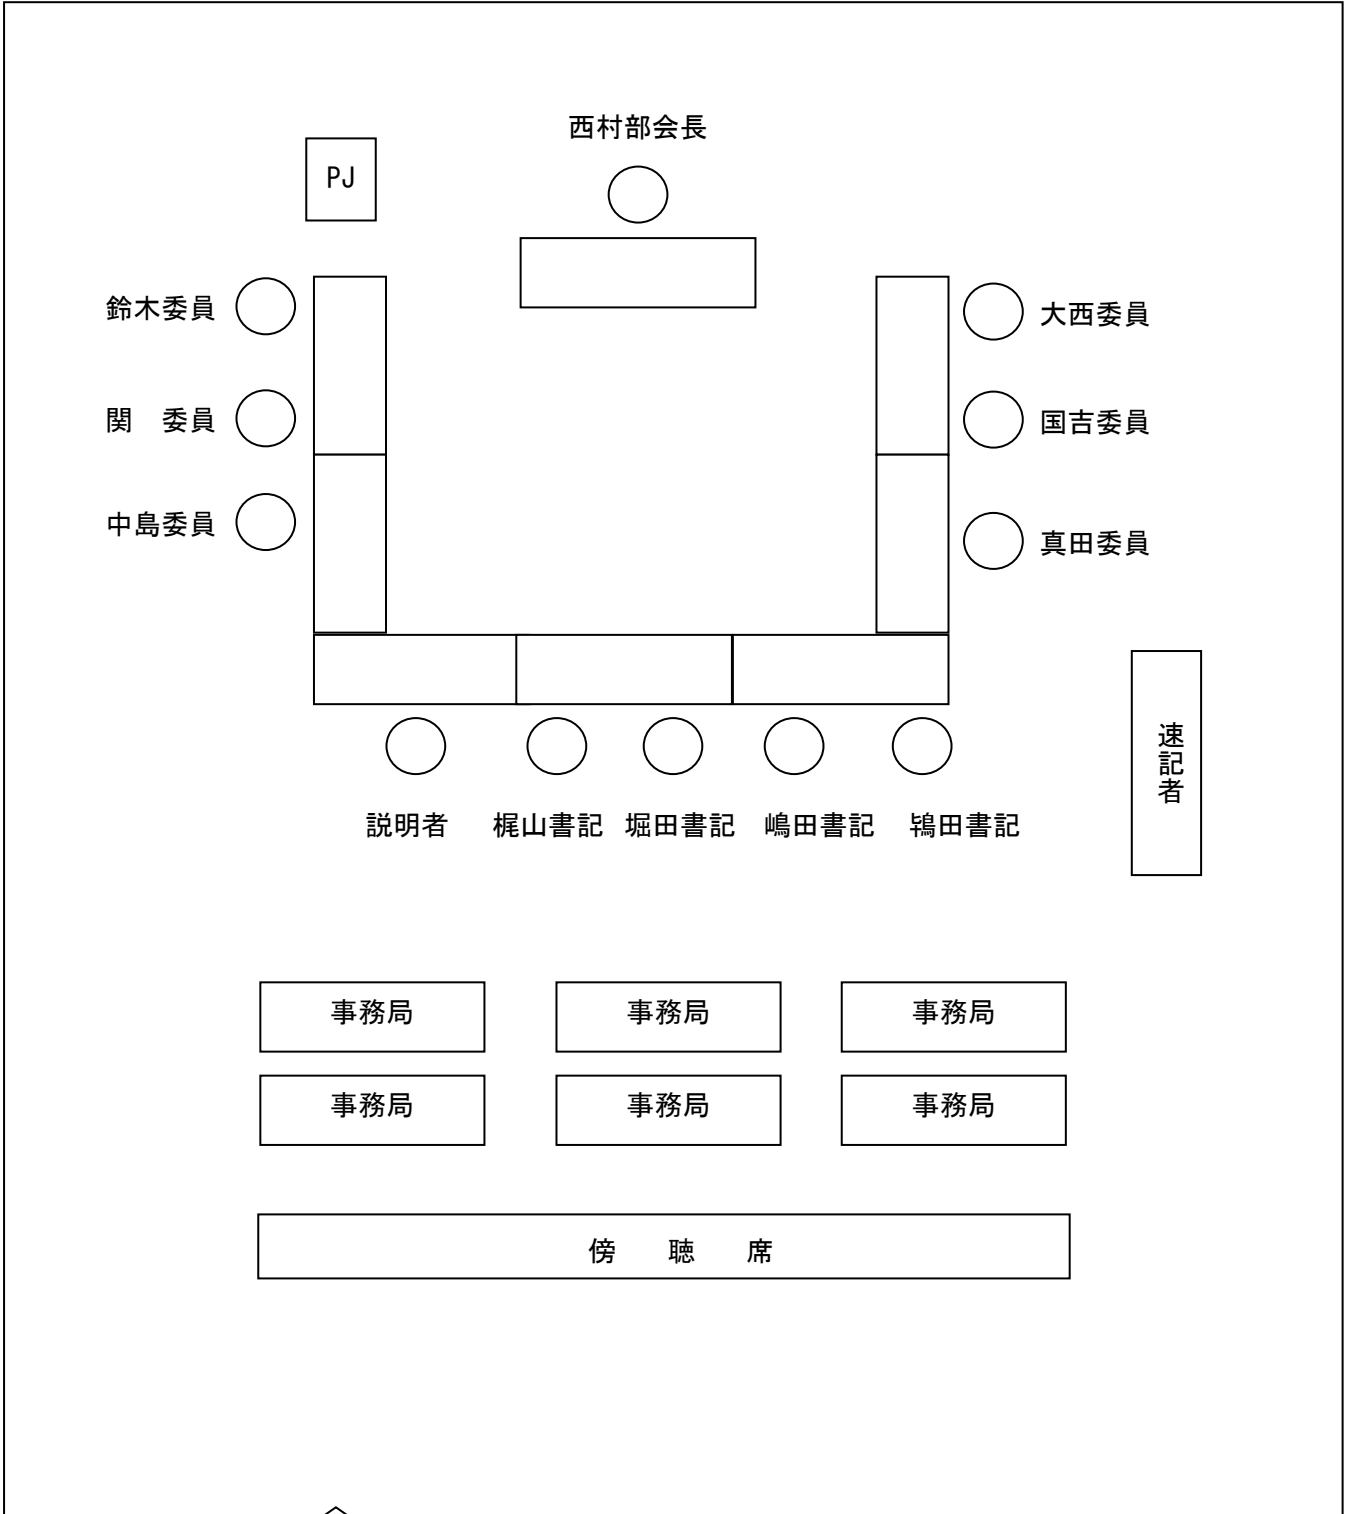 西村部会長
PJ
鈴木委員
大西委員
関　委員
国吉委員
中島委員
真田委員
速記者
説明者
梶山書記
堀田書記
嶋田書記
鴇田書記
事務局
事務局
事務局
事務局
事務局
事務局
傍　聴　席